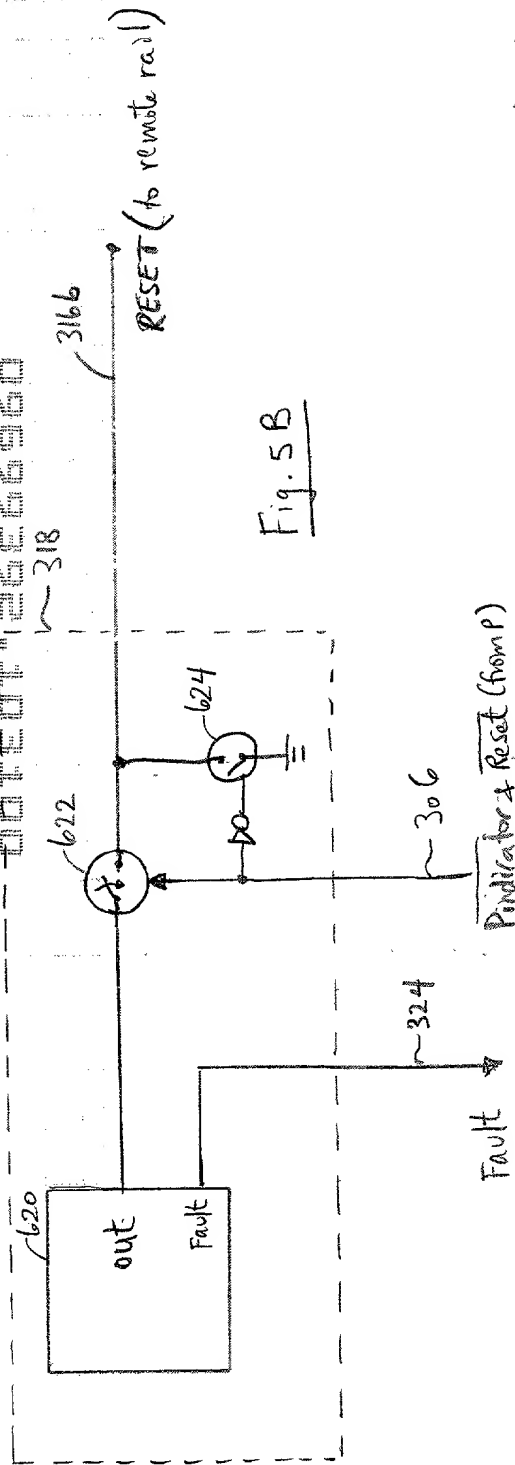 620
out
Fault
622
318
624
316b
RESET (to remote rail)
324
306
Fault
Pindicator & Reset (from P)
Fig. 5B